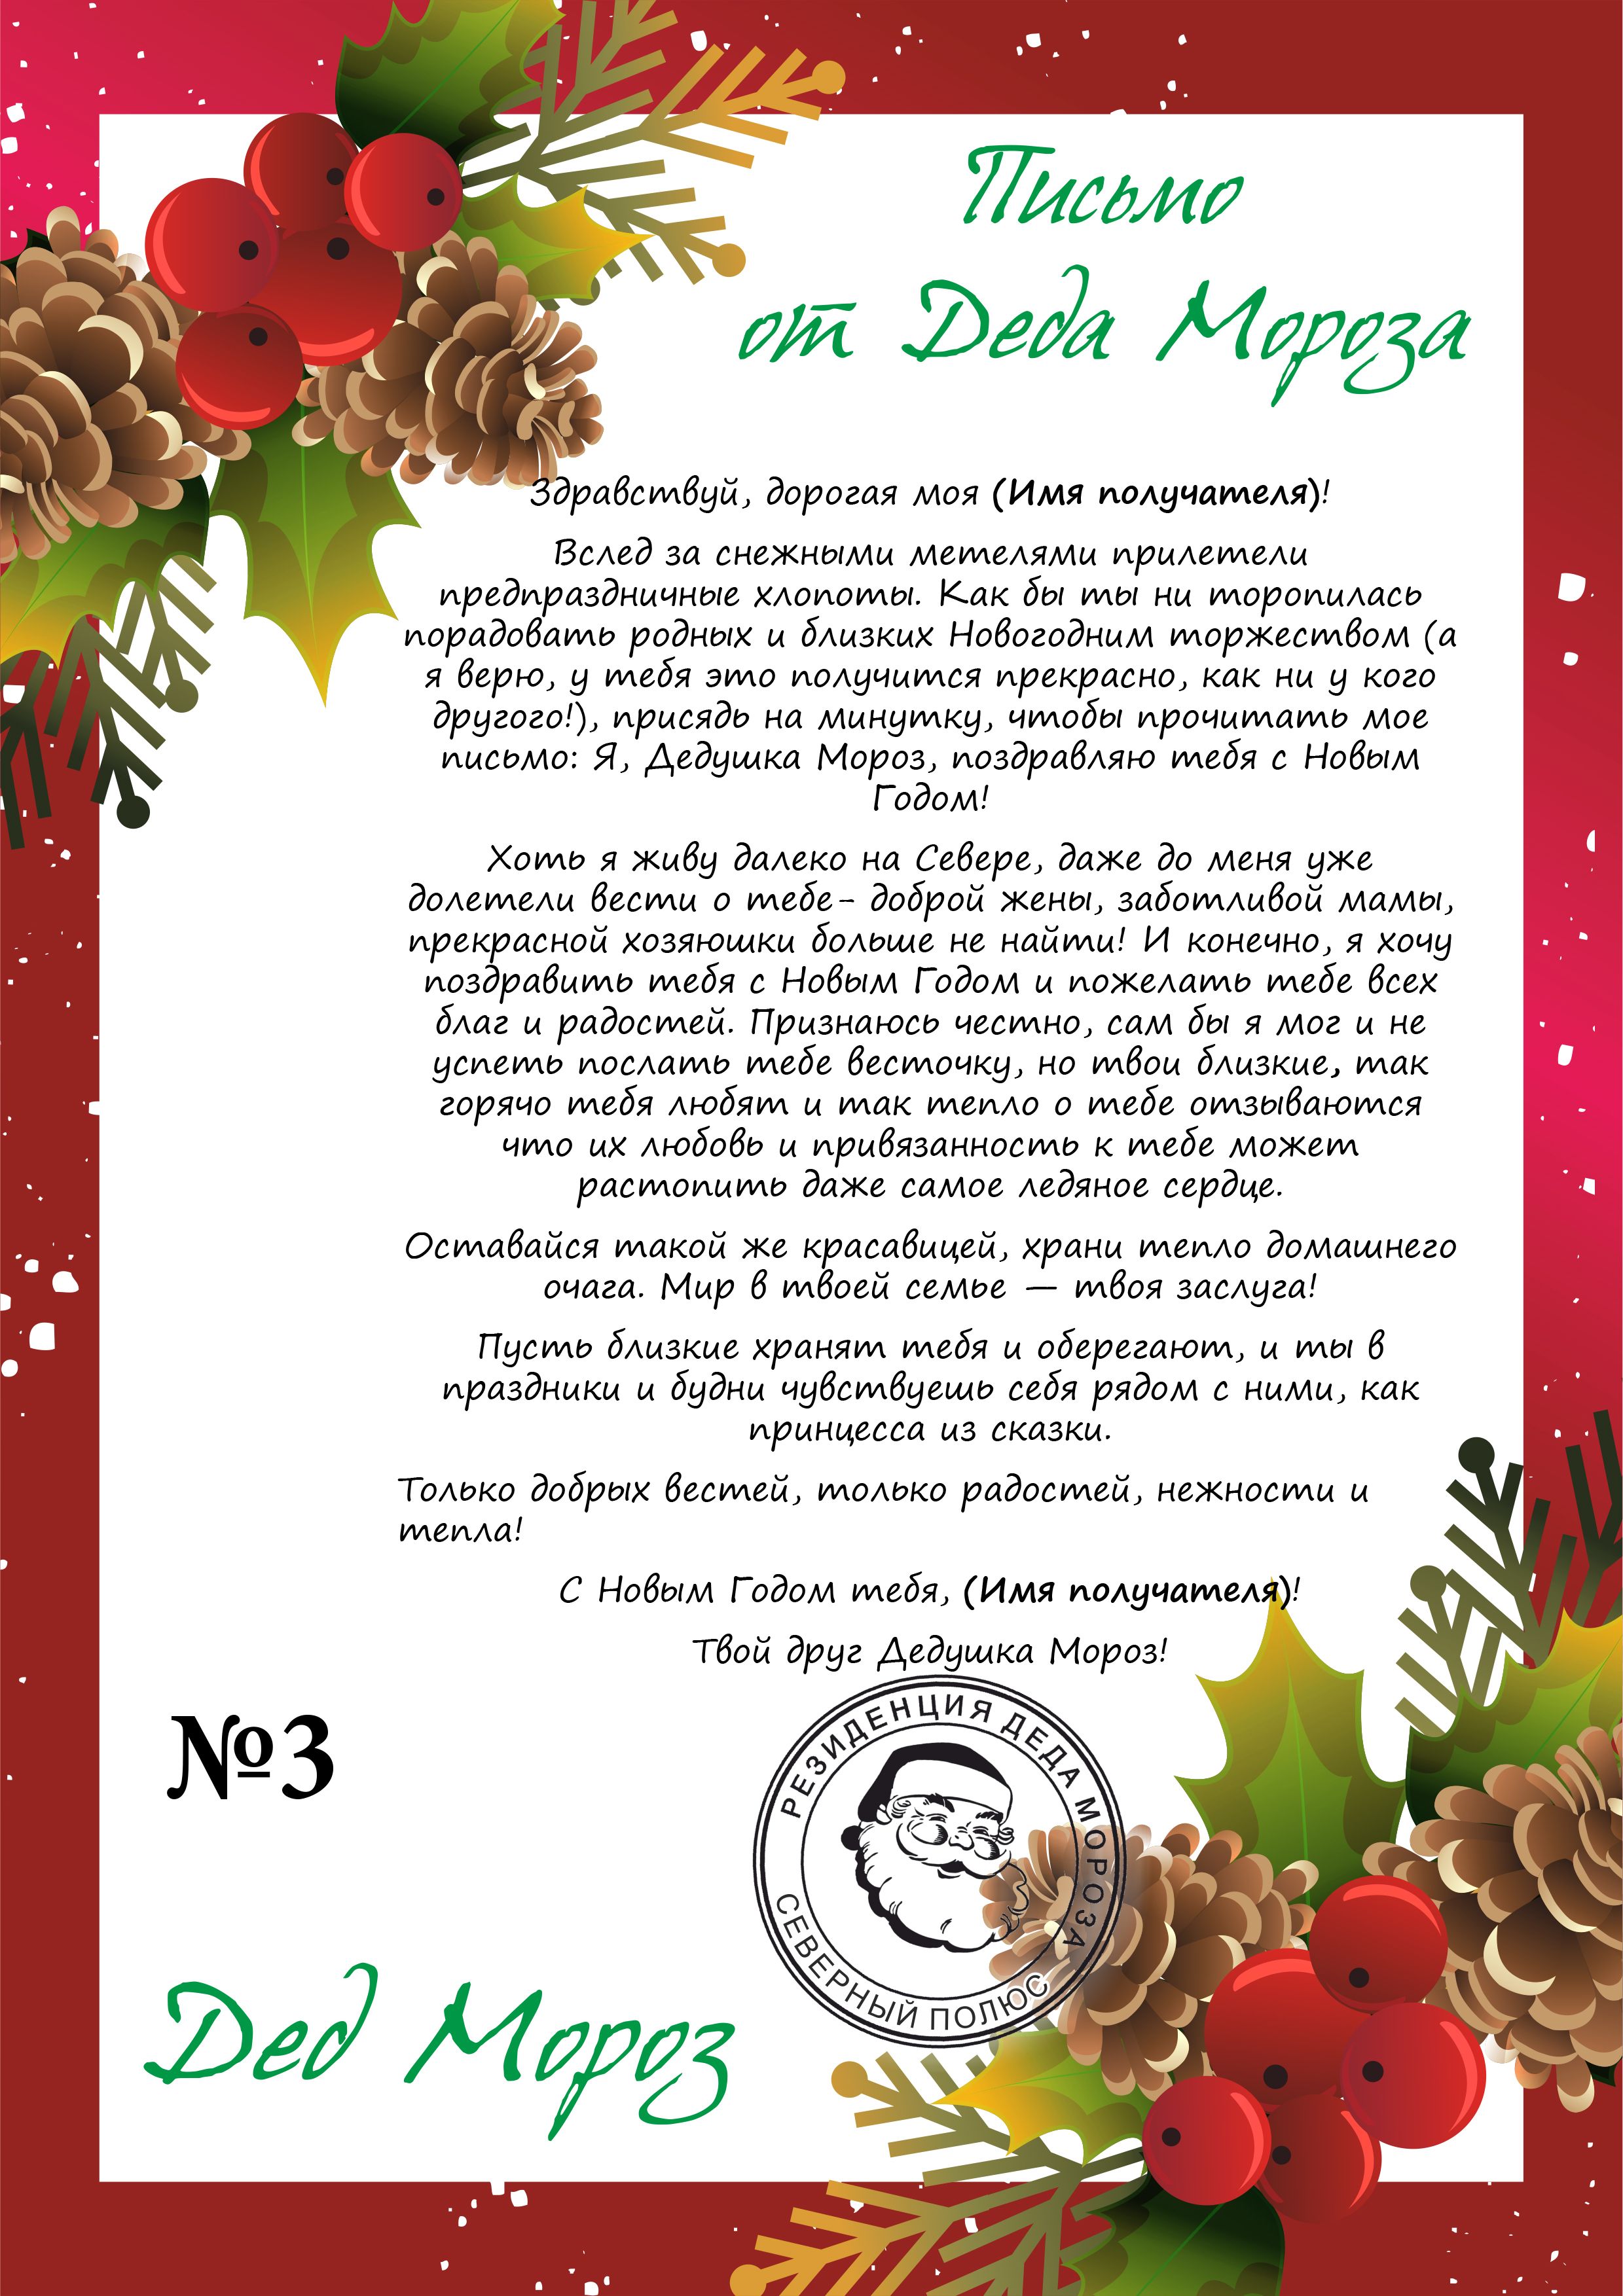 Письмо
от Деда Мороза
Здравствуй, дорогая моя (Имя получателя)!
Вслед за снежными метелями прилетели
предпраздничные хлопоты. Как бы ты ни торопилась
порадовать родных и близких Новогодним торжеством (а
я верю, у тебя это получится прекрасно, как ни у кого
другого!), присядь на минутку, чтобы прочитать мое
письмо: Я, Дедушка Мороз, поздравляю тебя с Новым
Годом!
Хоть я живу далеко на Севере, даже до меня уже
долетели вести о тебе- доброй жены, заботливой мамы,
прекрасной хозяюшки больше не найти! И конечно, я хочу
поздравить тебя с Новым Годом и пожелать тебе всех
благ и радостей. Признаюсь честно, сам бы я мог и не
успеть послать тебе весточку, но твои близкие, так
горячо тебя любят и так тепло о тебе отзываются
что их любовь и привязанность к тебе может
растопить даже самое ледяное сердце.
Оставайся такой же красавицей, храни тепло домашнего
очага. Мир в твоей семье — твоя заслуга!
Пусть близкие хранят тебя и оберегают, и ты в
праздники и будни чувствуешь себя рядом с ними, как
принцесса из сказки.
Только добрых вестей, только радостей, нежности и
тепла!
С Новым Годом тебя, (Имя получателя)!
Твой друг Дедушка Мороз!
№3
РЕЗИДЕНЦИЯ ДЕДА МОРОЗА
СЕВЕРНЫЙ ПОЛЮС
Дед Мороз